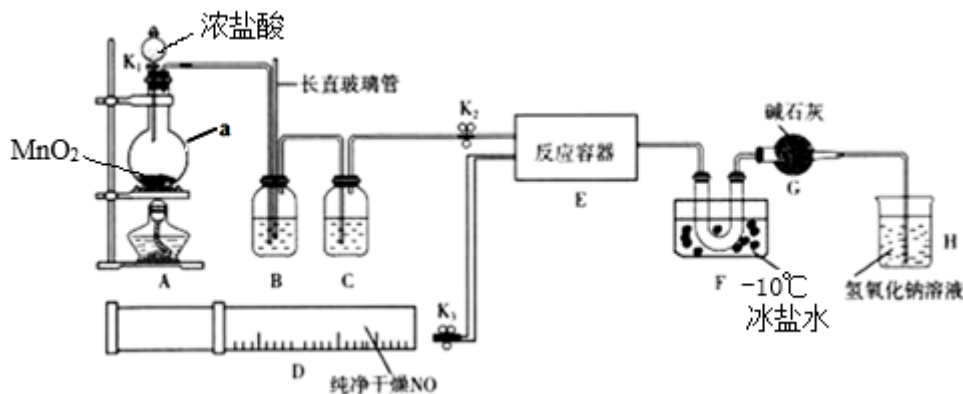 浓盐酸
K₁
长直玻璃管
a
MnO₂
K₂
碱石灰
反应容器
E
G
A
B
C
F
H
-10℃
冰盐水
氢氧化钠溶液
K₃
D
纯净干燥NO